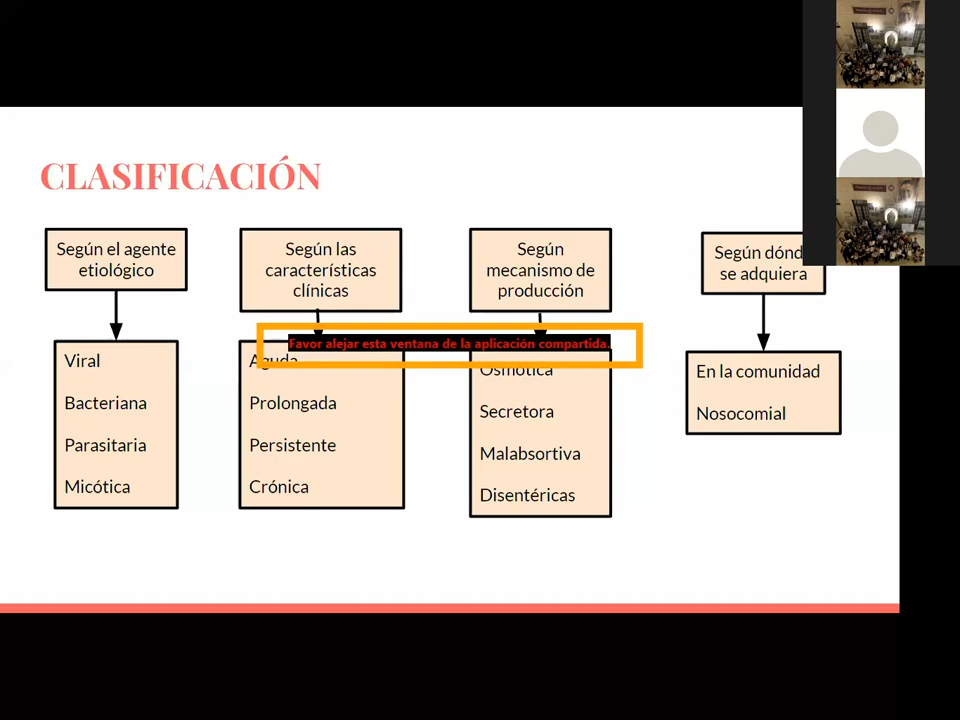 CLASIFICACIÓN
Según el agente
etiológico
Según las
características
clínicas
Según
mecanismo de
producción
Según dónd
se adquiera
Favor alejar esta ventana de la aplicación compartida.
Viral
Bacteriana
Parasitaria
Micótica
Aguda
Prolongada
Persistente
Crónica
Osmótica
Secretora
Malabsortiva
Disentéricas
En la comunidad
Nosocomial